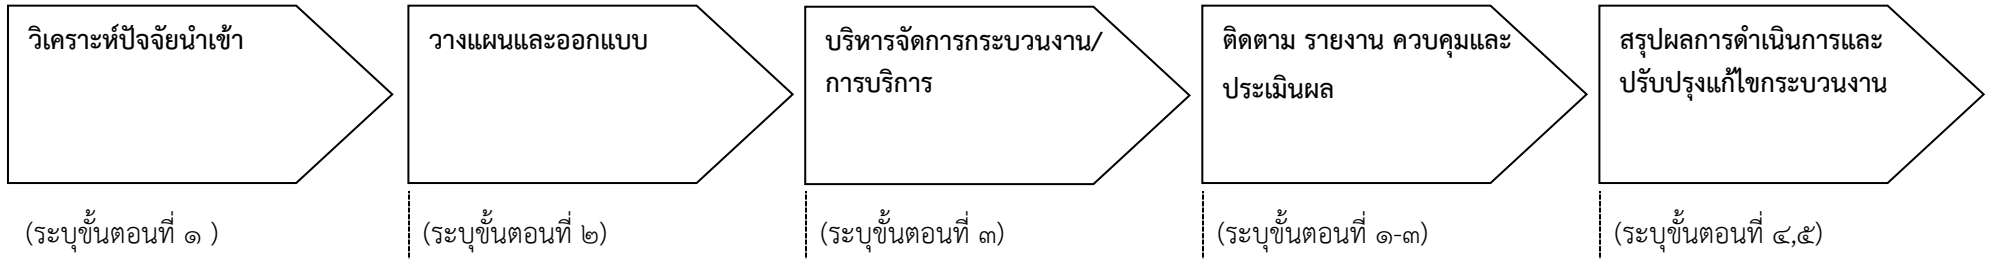 วิเคราะห์ปัจจัยนำเข้า
(ระบุขั้นตอนที่ ๑ )
วางแผนและออกแบบ
(ระบุขั้นตอนที่ ๒)
บริหารจัดการกระบวนงาน/
การบริการ
(ระบุขั้นตอนที่ ๓)
ติดตาม รายงาน ควบคุมและ
ประเมินผล
(ระบุขั้นตอนที่ ๑-๓)
สรุปผลการดำเนินการและ
ปรับปรุงแก้ไขกระบวนงาน
(ระบุขั้นตอนที่ ๔,๕)